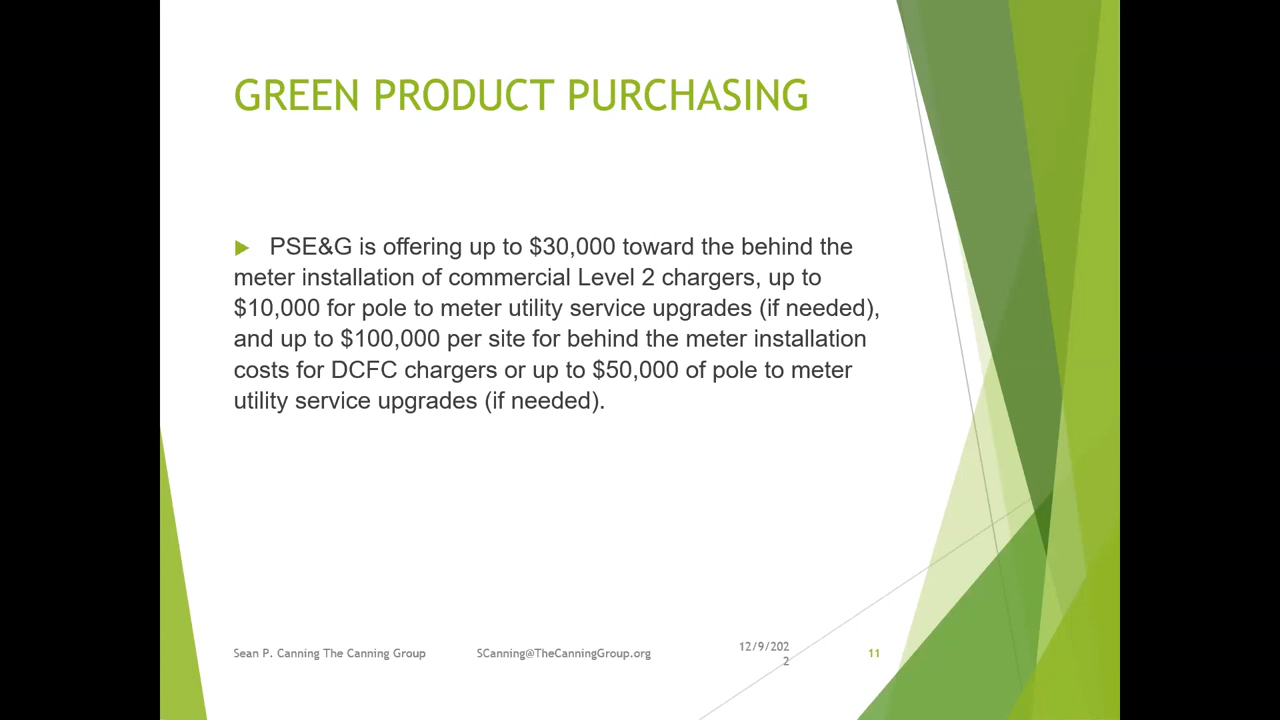 GREEN PRODUCT PURCHASING
PSE&G is offering up to $30,000 toward the behind the
meter installation of commercial Level 2 chargers, up to
$10,000 for pole to meter utility service upgrades (if needed),
and up to $100,000 per site for behind the meter installation
costs for DCFC chargers or up to $50,000 of pole to meter
utility service upgrades (if needed).
Sean P. Canning The Canning Group
SCanning@TheCanningGroup.org
12/9/202
2
11